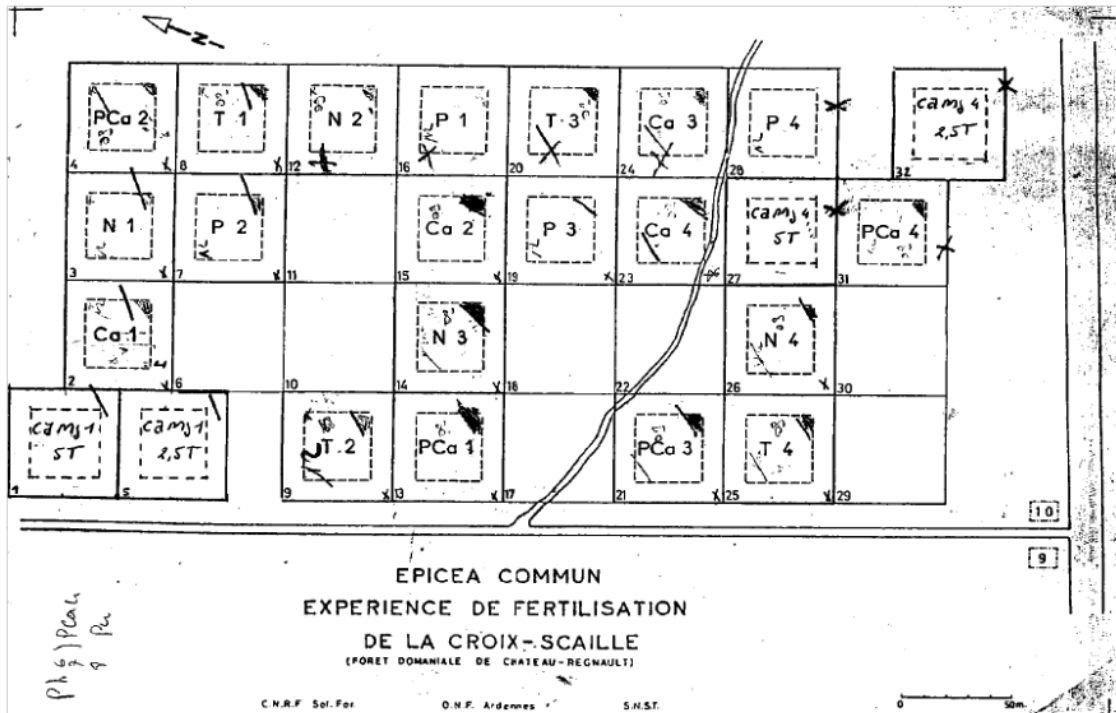 N
PCa 2 T 1 N 2 P 1 T 3 Ca 3 P 4 CaMg 4 2,5T
4 8 12 16 20 24 28 32
N 1 P 2 Ca 2 P 3 Ca 4 CaMg 4 5T PCa 4
3 7 11 15 19 23 27 31
Ca 1 N 3 N 4
2 6 10 14 18 22 26 30
CaMg 1 5T CaMg 1 2,5T T.2 PCa 1 PCa 3 T 4
1 5 9 13 17 21 25 29
10
9
EPICEA COMMUN
EXPERIENCE DE FERTILISATION
DE LA CROIX-SCAILLE
(FORET DOMANIALE DE CHATEAU-REGNAULT)
C.N.R.F Sol.For. O.N.F. Ardennes S.N.S.T.
0 50m.